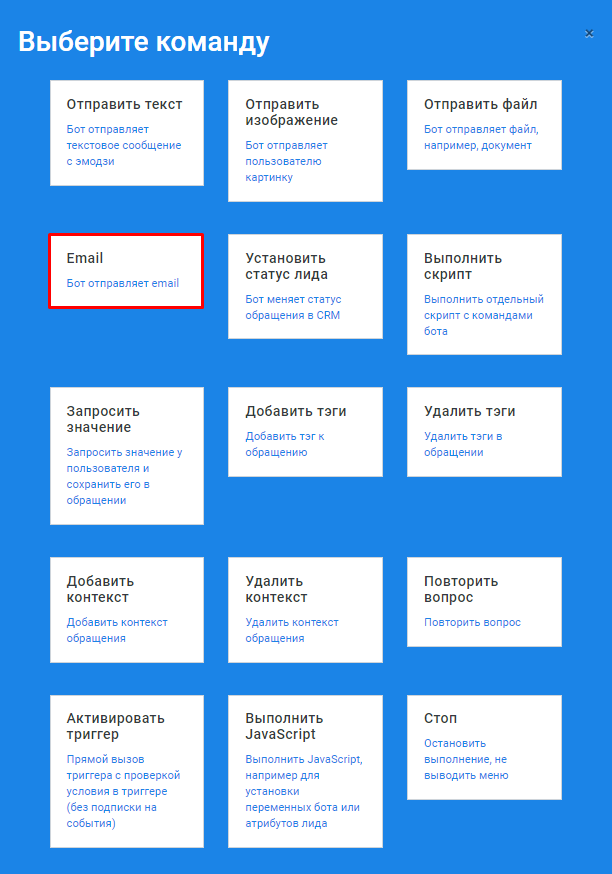 Выберите команду
×
Отправить текст
Бот отправляет
текстовое сообщение
с эмодзи
Отправить
изображение
Бот отправляет
пользователю
картинку
Отправить файл
Бот отправляет файл,
например, документ
Email
Бот отправляет email
Установить
статус лида
Бот меняет статус
обращения в CRM
Выполнить
скрипт
Выполнить отдельный
скрипт с командами
бота
Запросить
значение
Запросить значение у
пользователя и
сохранить его в
обращении
Добавить тэги
Добавить тэг к
обращению
Удалить тэги
Удалить тэги в
обращении
Добавить
контекст
Добавить контекст
обращения
Удалить
контекст
Удалить контекст
обращения
Повторить
вопрос
Повторить вопрос
Активировать
триггер
Прямой вызов
триггера с проверкой
условия в триггере
(без подписки на
события)
Выполнить
JavaScript
Выполнить JavaScript,
например для
установки
переменных бота или
атрибутов лида
Стоп
Остановить
выполнение, не
выводить меню